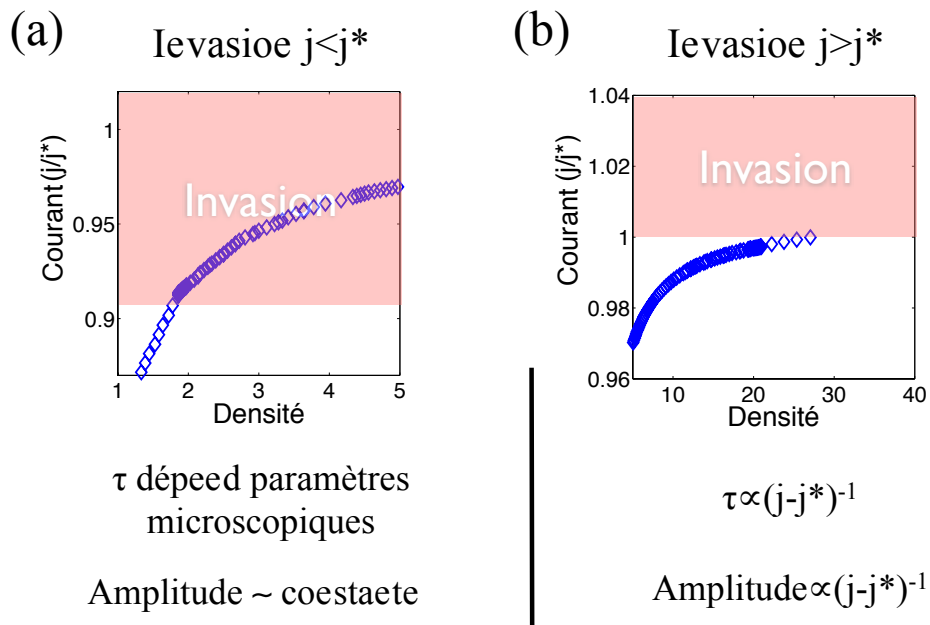 (a)
Ievasioe j<j*
Courant (j/j*)
1
0.95
0.9
Invasion
1
2
3
4
5
Densité
τ dépeed paramètres
microscopiques
Amplitude ~ coestaete
(b)
Ievasioe j>j*
Courant (j/j*)
1.04
1.02
1
0.98
0.96
Invasion
10
20
30
40
Densité
τ∝(j-j*)⁻¹
Amplitude∝(j-j*)⁻¹